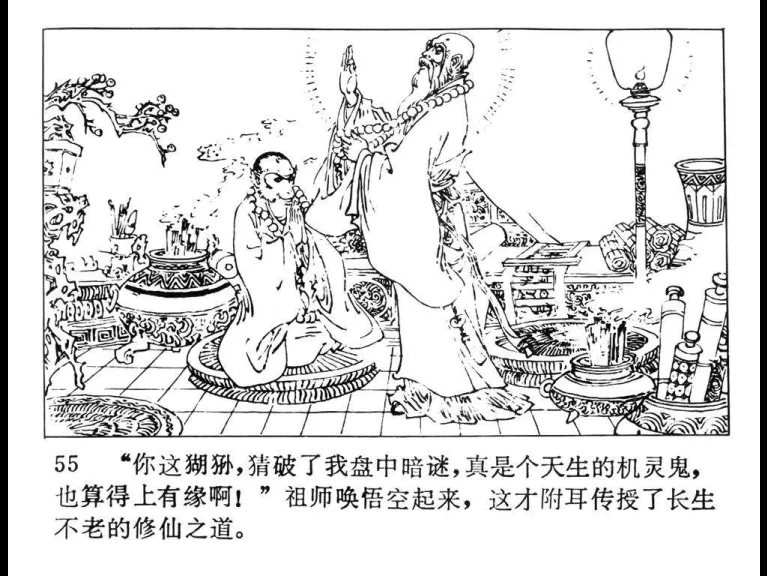 55 “你这猢狲，猜破了我盘中暗谜，真是个天生的机灵鬼，
也算得上有缘啊！”祖师唤悟空起来，这才附耳传授了长生
不老的修仙之道。